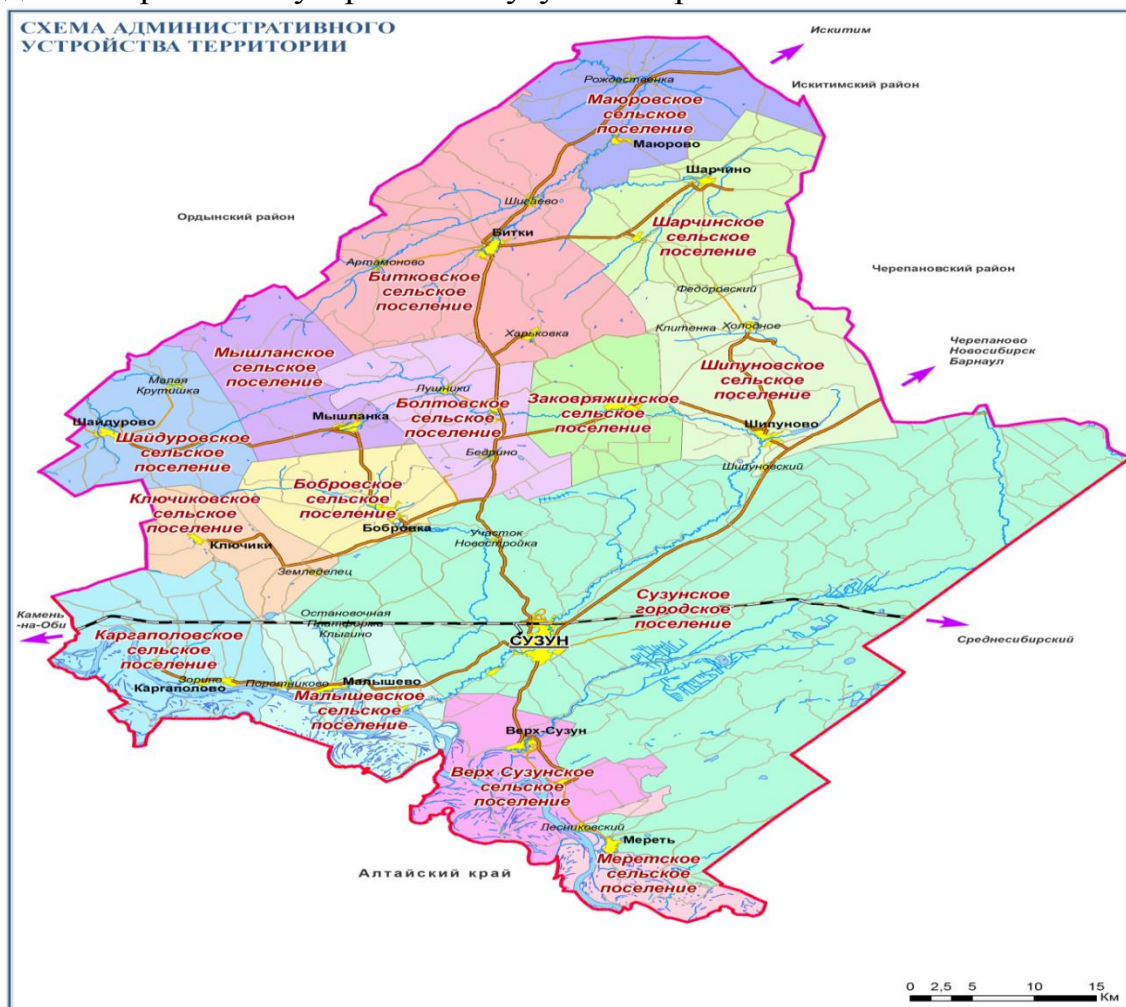 СХЕМА АДМИНИСТРАТИВНОГО
УСТРОЙСТВА ТЕРРИТОРИИ
Искитим
Искитимский район
Рождественка
Маюровское
сельское
поселение
Маюрово
Шарчино
Ордынский район
Шигаево
Битки
Шарчинское
сельское
поселение
Артамоново
Битковское
сельское
поселение
Черепановский район
Федоровский
Клитенка
Холодное
Харьковка
Черепаново
Новосибирск
Барнаул
Мышланское
сельское
поселение
Малая
Крутишка
Лушники
Болтовское
сельское
поселение
Заковряжинское
сельское
поселение
Шипуновское
сельское
поселение
Шайдурово
Мышланка
Шипуново
Шайдуровское
сельское
поселение
Бедрино
Шипуновский
Бобровское
сельское
поселение
Ключиковское
сельское
поселение
Бобровка
Ключики
Участок
Новостройка
Земледелец
Камень
-на-Оби
Остановочная
Платформа
Клыгино
Сузунское
городское
поселение
Среднесибирский
СУЗУН
Каргаполовское
сельское
поселение
Зорино
Каргаполово
Поротниково
Малышево
Малышевское
сельское
поселение
Верх-Сузун
Верх Сузунское
сельское
поселение
Лесниковский
Мереть
Меретское
сельское
поселение
Алтайский край
0 2,5 5 10 15
Км